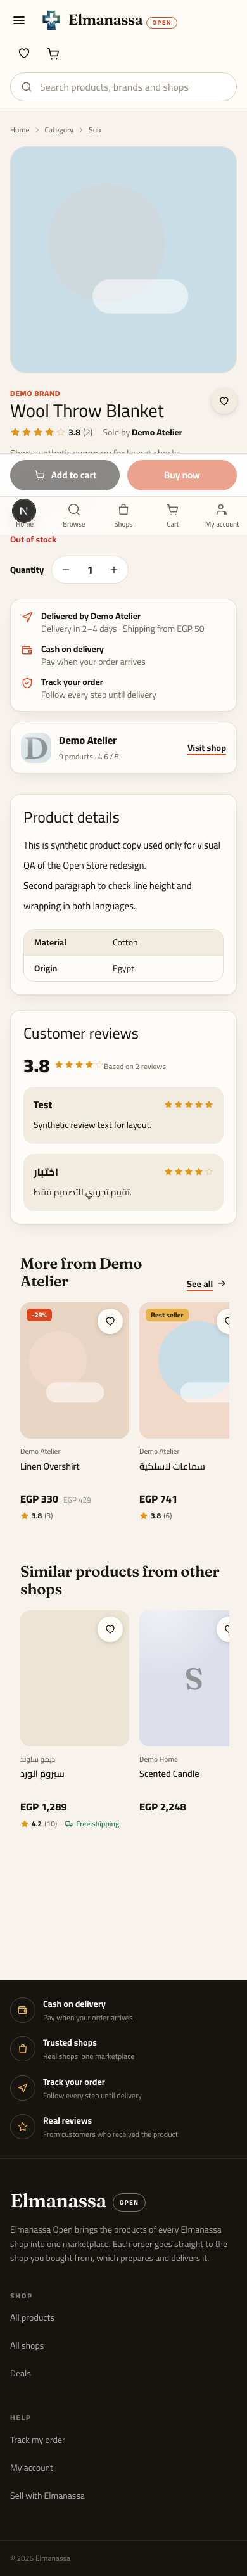 Elmanassa OPEN
Search products, brands and shops
Home > Category > Sub
DEMO BRAND
Wool Throw Blanket
3.8 (2) Sold by Demo Atelier
Add to cart
Buy now
Home
Browse
Shops
Cart
My account
Out of stock
Quantity
1
Delivered by Demo Atelier
Delivery in 2–4 days · Shipping from EGP 50
Cash on delivery
Pay when your order arrives
Track your order
Follow every step until delivery
D
Demo Atelier
9 products · 4.6 / 5
Visit shop
Product details
This is synthetic product copy used only for visual
QA of the Open Store redesign.
Second paragraph to check line height and
wrapping in both languages.
Material Cotton
Origin Egypt
Customer reviews
3.8 Based on 2 reviews
Test
Synthetic review text for layout.
اختبار
تقييم تجريبي للتصميم فقط.
More from Demo
Atelier
See all
-23%
Best seller
Demo Atelier
Linen Overshirt
EGP 330 EGP 429
3.8 (3)
Demo Atelier
سماعات لاسلكية
EGP 741
3.8 (6)
Similar products from other
shops
ديمو ساوند
سيروم الورد
EGP 1,289
4.2 (10) Free shipping
S
Demo Home
Scented Candle
EGP 2,248
Cash on delivery
Pay when your order arrives
Trusted shops
Real shops, one marketplace
Track your order
Follow every step until delivery
Real reviews
From customers who received the product
Elmanassa OPEN
Elmanassa Open brings the products of every Elmanassa
shop into one marketplace. Each order goes straight to the
shop you bought from, which prepares and delivers it.
SHOP
All products
All shops
Deals
HELP
Track my order
My account
Sell with Elmanassa
© 2026 Elmanassa